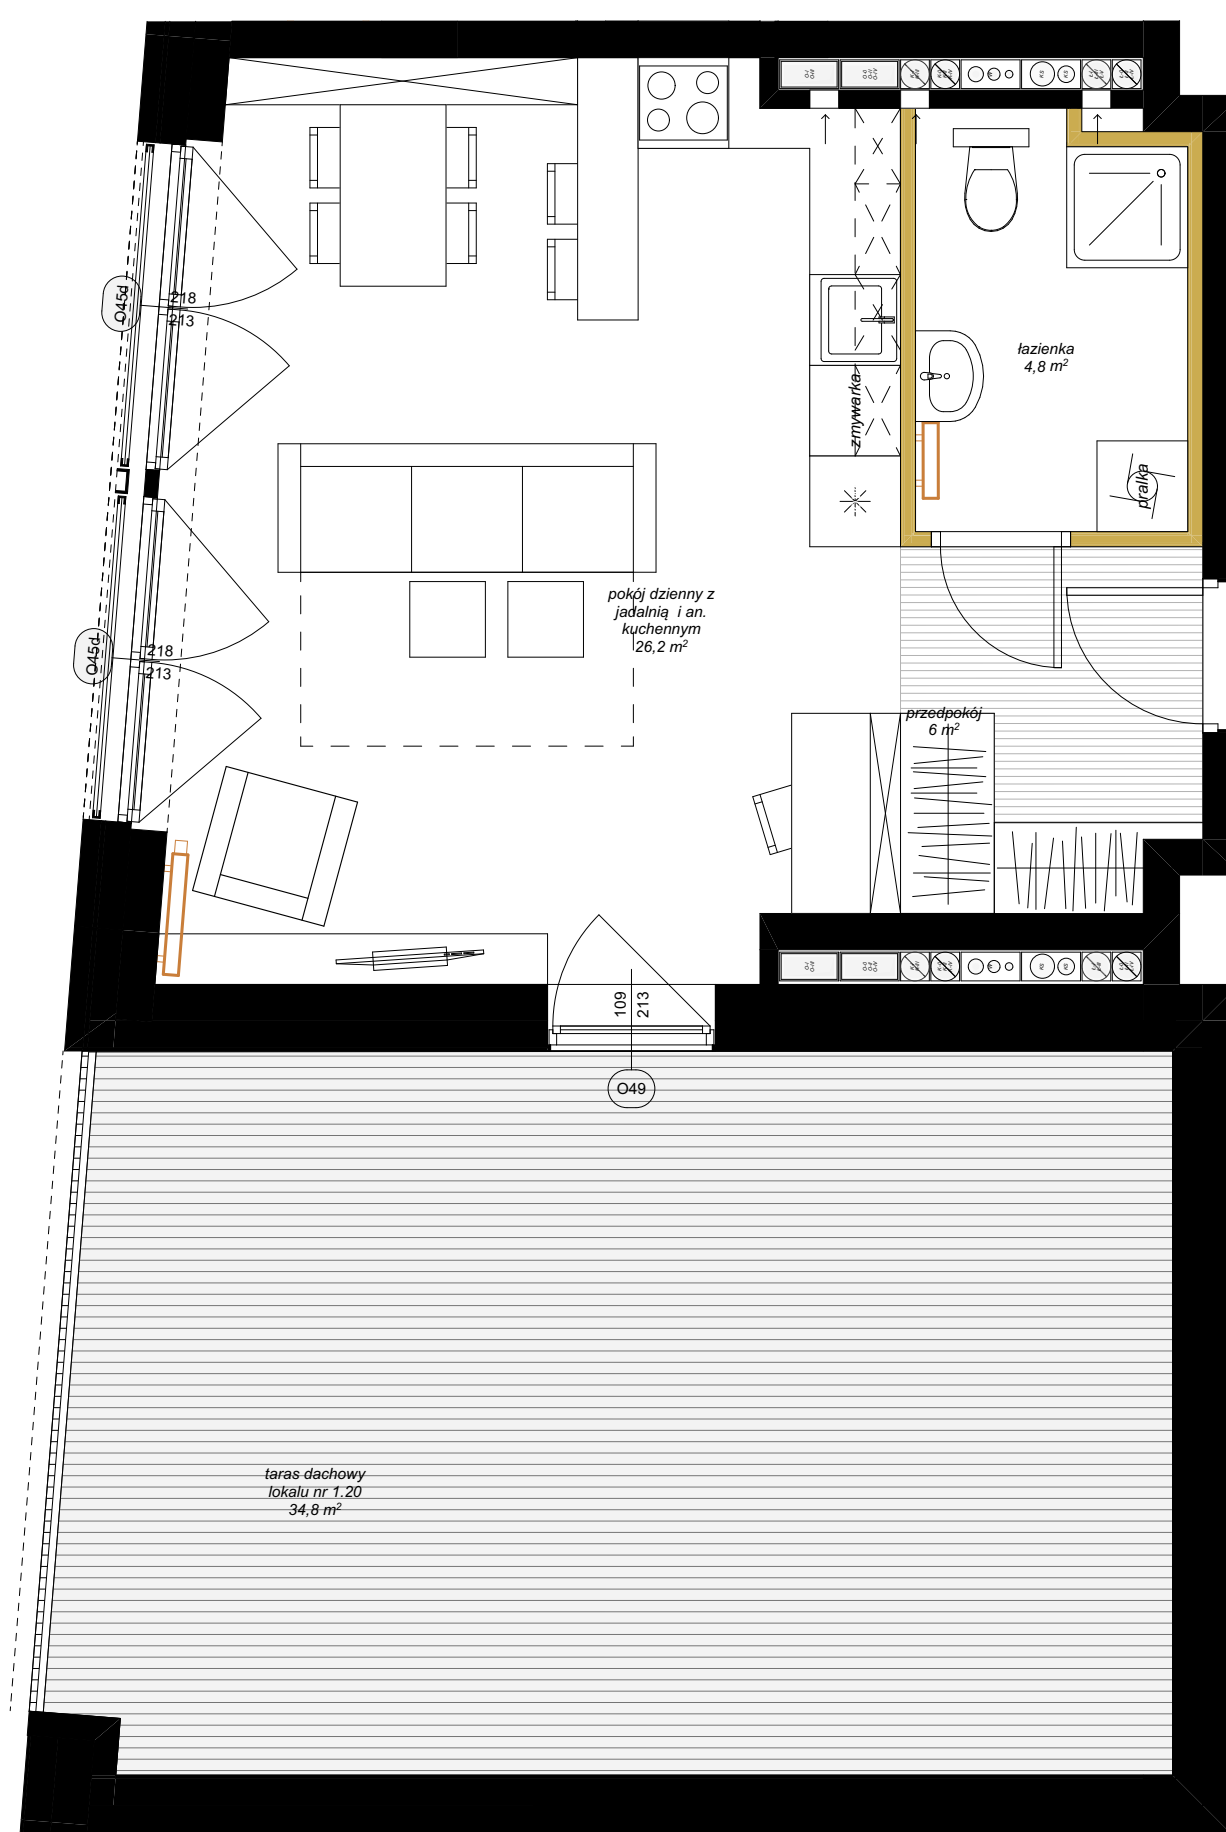 O45d
218
213
O45d
218
213
zmywarka
łazienka
4,8 m²
pralka
pokój dzienny z
jadalnią i an.
kuchennym
26,2 m²
przedpokój
6 m²
109
213
O49
taras dachowy
lokalu nr 1.20
34,8 m²